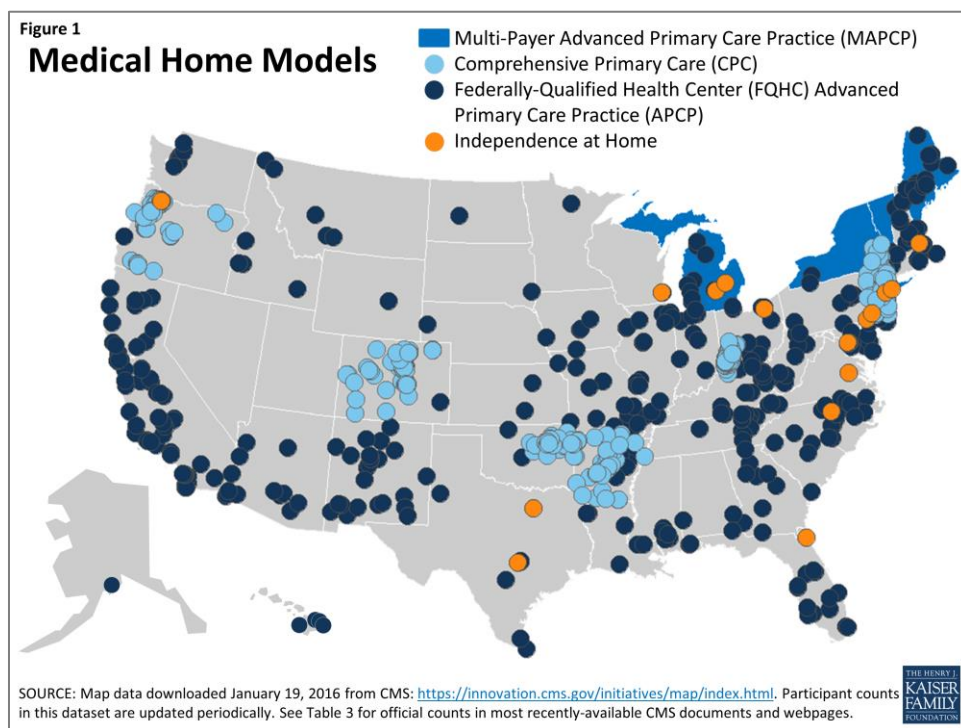 Figure 1
Medical Home Models
Multi-Payer Advanced Primary Care Practice (MAPCP)
Comprehensive Primary Care (CPC)
Federally-Qualified Health Center (FQHC) Advanced
Primary Care Practice (APCP)
Independence at Home
SOURCE: Map data downloaded January 19, 2016 from CMS: https://innovation.cms.gov/initiatives/map/index.html. Participant counts
in this dataset are updated periodically. See Table 3 for official counts in most recently-available CMS documents and webpages.
THE HENRY J.
KAISER
FAMILY
FOUNDATION